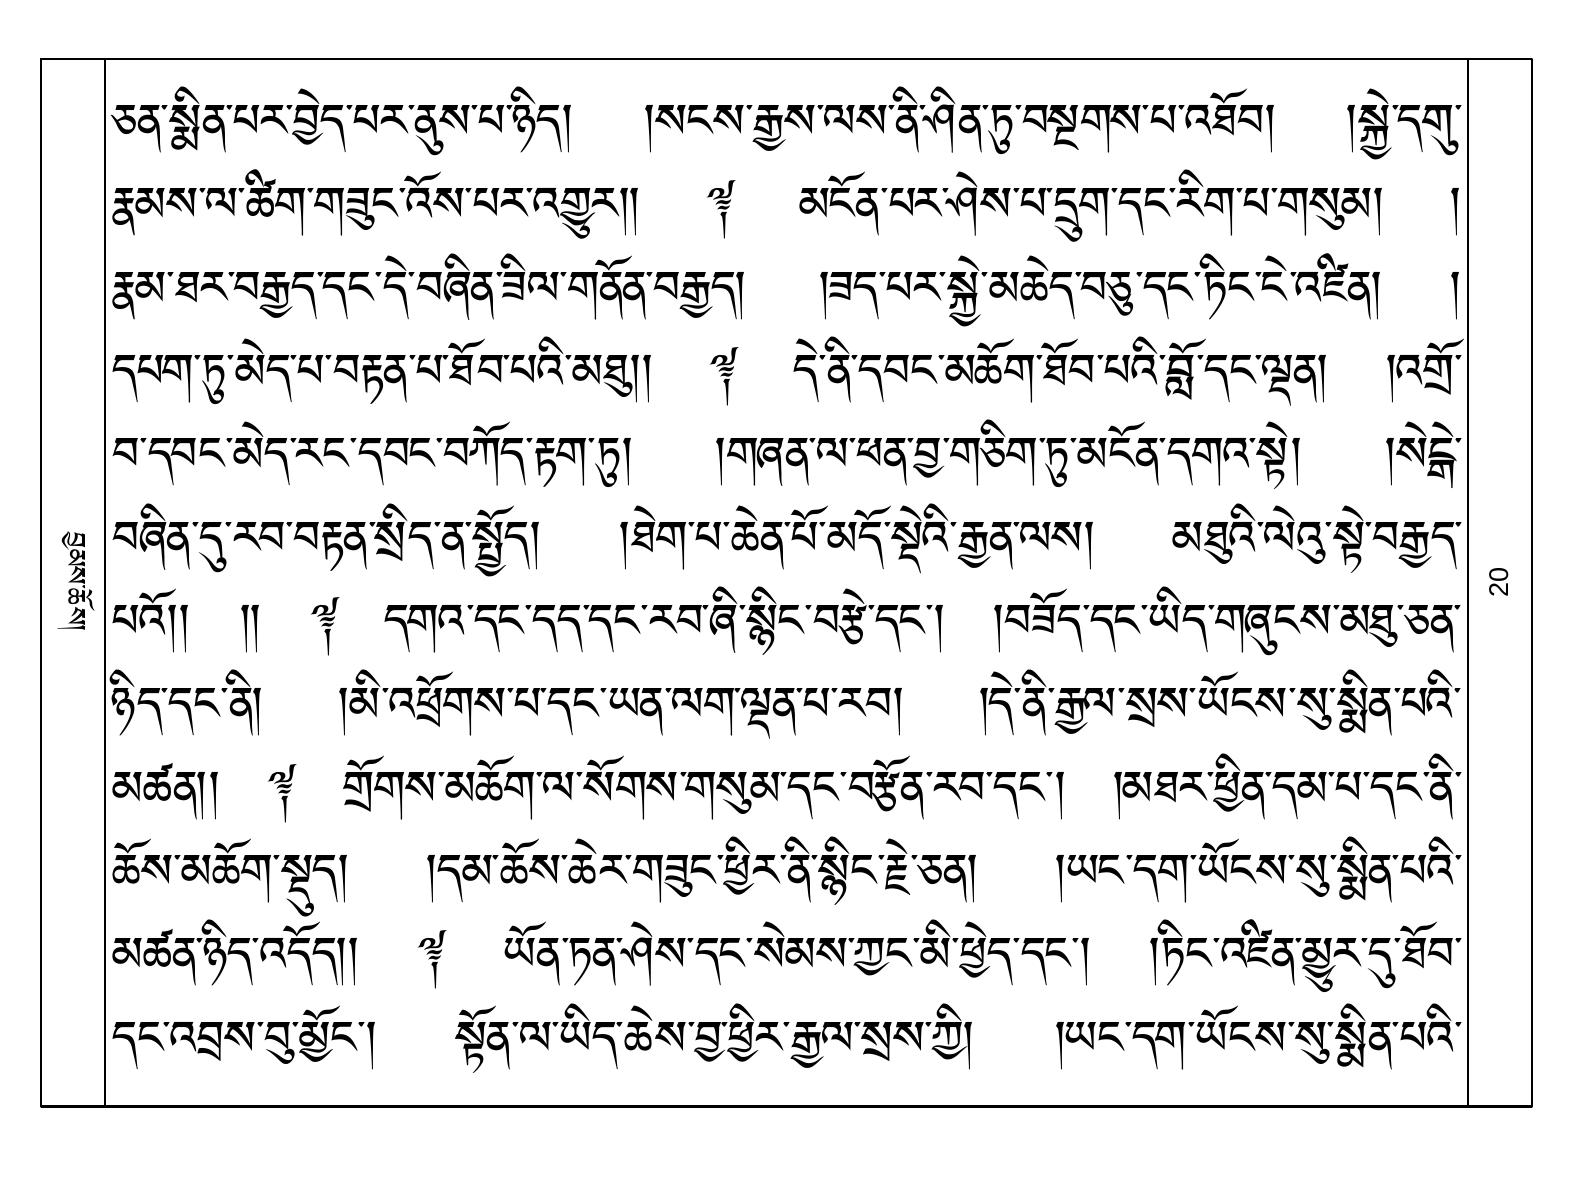 ཅན་སྨིན་པར་བྱེད་པར་ནུས་པ་ཉིད། །སངས་རྒྱས་ལས་ནི་ཤིན་ཏུ་བསྔགས་པ་འཐོབ། །སྐྱེ་དགུ་
རྣམས་ལ་ཚིག་གཟུང་འོས་པར་འགྱུར།། ༈ མངོན་པར་ཤེས་པ་དྲུག་དང་རིག་པ་གསུམ། །
རྣམ་ཐར་བརྒྱད་དང་དེ་བཞིན་ཟིལ་གནོན་བརྒྱད། །ཟད་པར་སྐྱེ་མཆེད་བཅུ་དང་ཏིང་ངེ་འཛིན། །
དཔག་ཏུ་མེད་པ་བརྟན་པ་ཐོབ་པའི་མཐུ།། ༈ དེ་ནི་དབང་མཆོག་ཐོབ་པའི་བློ་དང་ལྡན། །འགྲོ་
བ་དབང་མེད་རང་དབང་བཀོད་རྟག་ཏུ། །གཞན་ལ་ཕན་བྱ་གཅིག་ཏུ་མངོན་དགའ་སྟེ། །སེངྒེ་
བཞིན་དུ་རབ་བརྟན་སྲིད་ན་སྤྱོད། །ཐེག་པ་ཆེན་པོ་མདོ་སྡེའི་རྒྱན་ལས། མཐུའི་ལེའུ་སྟེ་བརྒྱད་
པའོ།། །། ༈ དགའ་དང་དད་དང་རབ་ཞི་སྙིང་བརྩེ་དང་། །བཟོད་དང་ཡིད་གཞུངས་མཐུ་ཅན་
ཉིད་དང་ནི། །མི་འཕྲོགས་པ་དང་ཡན་ལག་ལྡན་པ་རབ། །དེ་ནི་རྒྱལ་སྲས་ཡོངས་སུ་སྨིན་པའི་
མཚན།། ༈ གྲོགས་མཆོག་ལ་སོགས་གསུམ་དང་བརྩོན་རབ་དང་། །མཐར་ཕྱིན་དམ་པ་དང་ནི་
ཆོས་མཆོག་སྡུད། །དམ་ཆོས་ཆེར་གཟུང་ཕྱིར་ནི་སྙིང་རྗེ་ཅན། །ཡང་དག་ཡོངས་སུ་སྨིན་པའི་
མཚན་ཉིད་འདོད།། ༈ ཡོན་ཏན་ཤེས་དང་སེམས་ཀྱང་མི་ཕྱེད་དང་། །ཏིང་འཛིན་མྱུར་དུ་ཐོབ་
དང་འབྲས་བུ་མྱོང་། སྟོན་ལ་ཡིད་ཆེས་བྱ་ཕྱིར་རྒྱལ་སྲས་ཀྱི། །ཡང་དག་ཡོངས་སུ་སྨིན་པའི་
བྱམས་ཆོས།
20